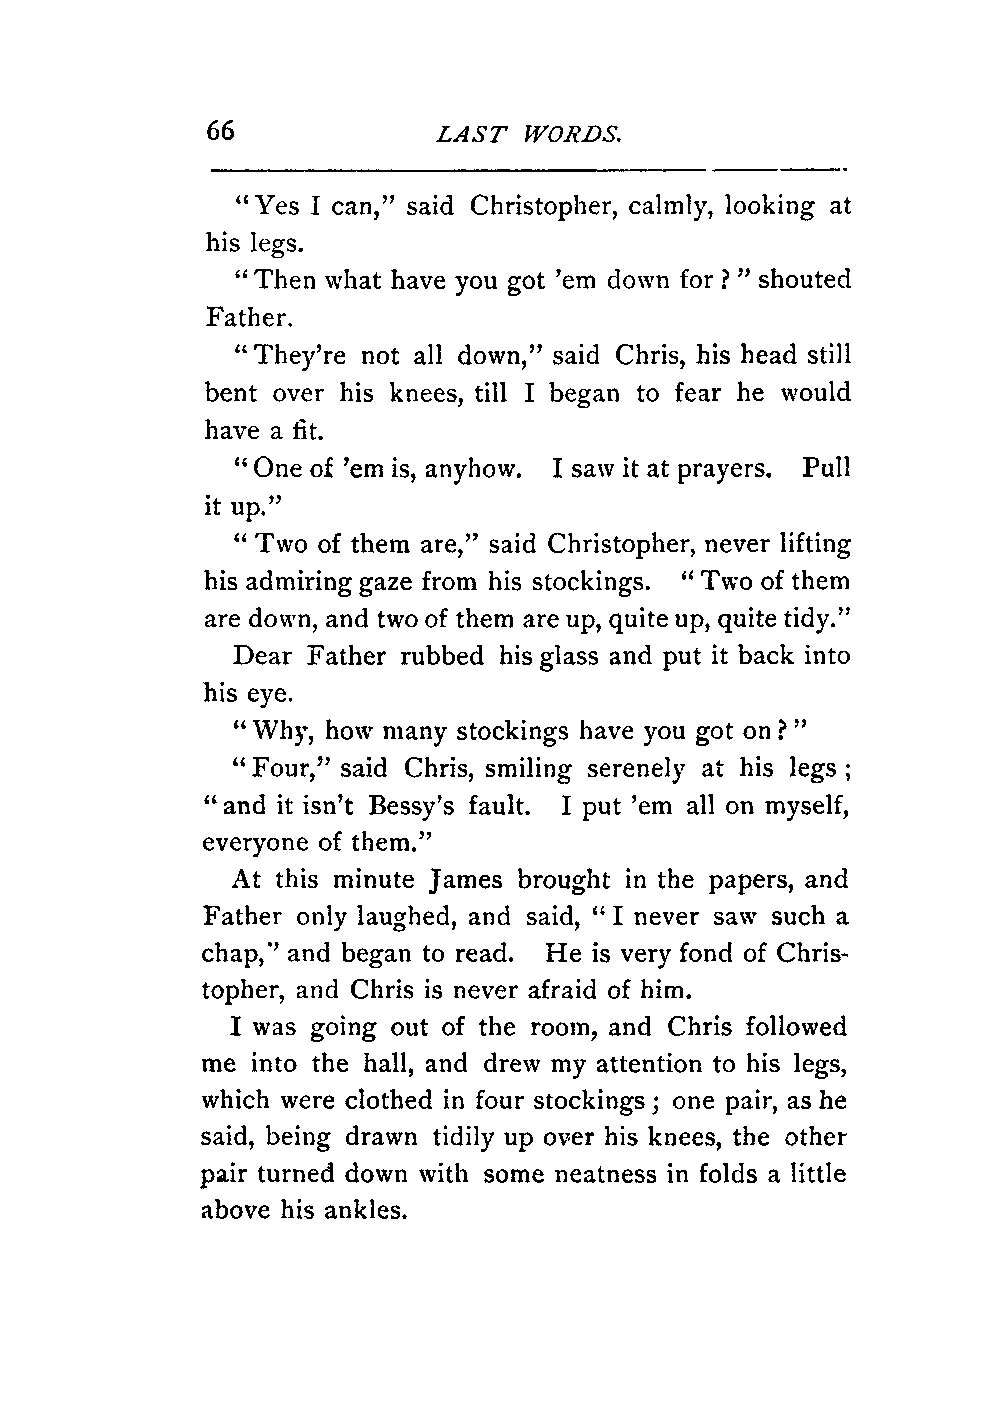 66 LAST WORDS.
“Yes I can,” said Christopher, calmly, looking at
his legs.
“Then what have you got ’em down for?” shouted
Father.
“They’re not all down,” said Chris, his head still
bent over his knees, till I began to fear he would
have a fit.
“One of ’em is, anyhow. I saw it at prayers. Pull
it up.”
“Two of them are,” said Christopher, never lifting
his admiring gaze from his stockings. “Two of them
are down, and two of them are up, quite up, quite tidy.”
Dear Father rubbed his glass and put it back into
his eye.
“Why, how many stockings have you got on?”
“Four,” said Chris, smiling serenely at his legs;
“and it isn’t Bessy’s fault. I put ’em all on myself,
everyone of them.”
At this minute James brought in the papers, and
Father only laughed, and said, “I never saw such a
chap,” and began to read. He is very fond of Chris-
topher, and Chris is never afraid of him.
I was going out of the room, and Chris followed
me into the hall, and drew my attention to his legs,
which were clothed in four stockings; one pair, as he
said, being drawn tidily up over his knees, the other
pair turned down with some neatness in folds a little
above his ankles.